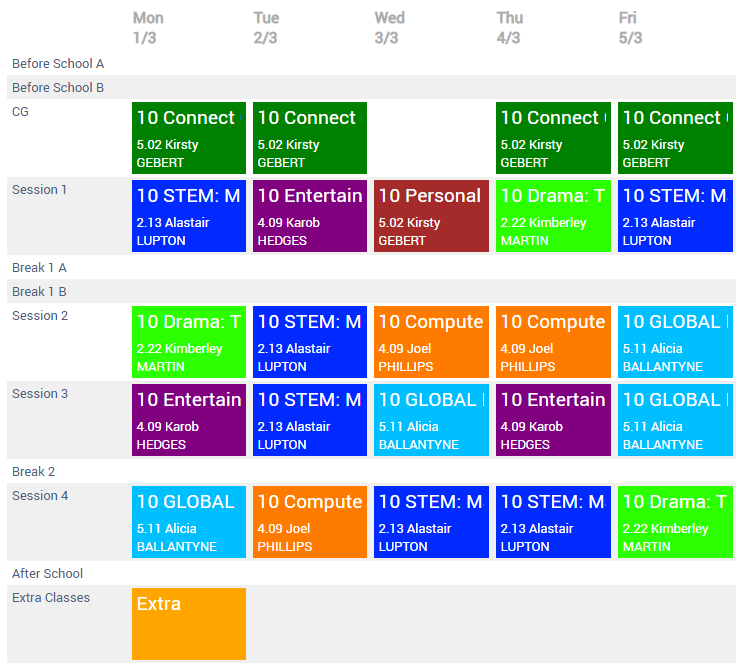 Mon Tue Wed Thu Fri
1/3 2/3 3/3 4/3 5/3
Before School A
Before School B
CG
10 Connect 10 Connect 10 Connect 10 Connect
5.02 Kirsty 5.02 Kirsty 5.02 Kirsty 5.02 Kirsty
GEBERT GEBERT GEBERT GEBERT
Session 1
10 STEM: M 10 Entertain 10 Personal 10 Drama: T 10 STEM: M
2.13 Alastair 4.09 Karob 5.02 Kirsty 2.22 Kimberley 2.13 Alastair
LUPTON HEDGES GEBERT MARTIN LUPTON
Break 1 A
Break 1 B
Session 2
10 Drama: T 10 STEM: M 10 Compute 10 Compute 10 GLOBAL
2.22 Kimberley 2.13 Alastair 4.09 Joel 4.09 Joel 5.11 Alicia
MARTIN LUPTON PHILLIPS PHILLIPS BALLANTYNE
Session 3
10 Entertain 10 STEM: M 10 GLOBAL 10 Entertain 10 GLOBAL
4.09 Karob 2.13 Alastair 5.11 Alicia 4.09 Karob 5.11 Alicia
HEDGES LUPTON BALLANTYNE HEDGES BALLANTYNE
Break 2
Session 4
10 GLOBAL 10 Compute 10 STEM: M 10 STEM: M 10 Drama: T
5.11 Alicia 4.09 Joel 2.13 Alastair 2.13 Alastair 2.22 Kimberley
BALLANTYNE PHILLIPS LUPTON LUPTON MARTIN
After School
Extra Classes
Extra